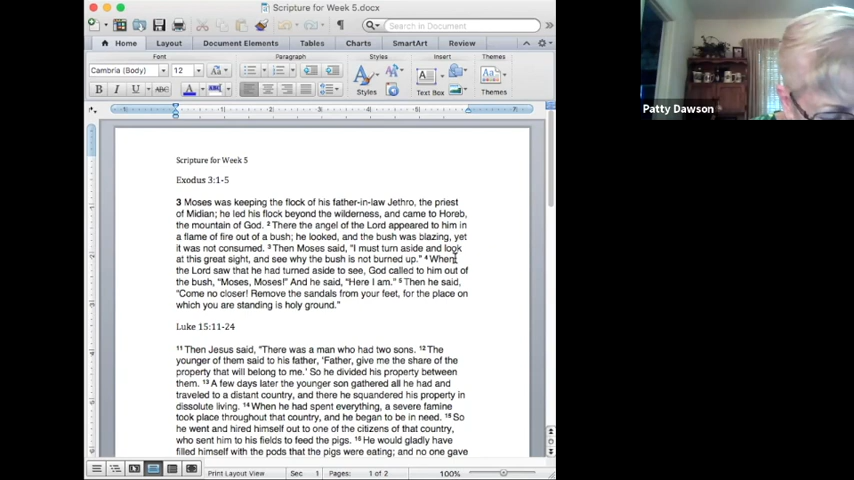 Scripture for Week 5.docx
Search in Document
Home Layout Document Elements Tables Charts SmartArt Review
Font Paragraph Styles Insert Themes
Cambria (Body) 12
B I U ABC A ABC
Styles Styles Text Box Themes
Patty Dawson
Scripture for Week 5
Exodus 3:1-5
3 Moses was keeping the flock of his father-in-law Jethro, the priest
of Midian; he led his flock beyond the wilderness, and came to Horeb,
the mountain of God. 2 There the angel of the Lord appeared to him in
a flame of fire out of a bush; he looked, and the bush was blazing, yet
it was not consumed. 3 Then Moses said, “I must turn aside and look
at this great sight, and see why the bush is not burned up.” 4 When
the Lord saw that he had turned aside to see, God called to him out of
the bush, “Moses, Moses!” And he said, “Here I am.” 5 Then he said,
“Come no closer! Remove the sandals from your feet, for the place on
which you are standing is holy ground.”
Luke 15:11-24
11 Then Jesus said, “There was a man who had two sons. 12 The
younger of them said to his father, ‘Father, give me the share of the
property that will belong to me.’ So he divided his property between
them. 13 A few days later the younger son gathered all he had and
traveled to a distant country, and there he squandered his property in
dissolute living. 14 When he had spent everything, a severe famine
took place throughout that country, and he began to be in need. 15 So
he went and hired himself out to one of the citizens of that country,
who sent him to his fields to feed the pigs. 16 He would gladly have
filled himself with the pods that the pigs were eating; and no one gave
Print Layout View Sec 1 Pages: 1 of 2 100%